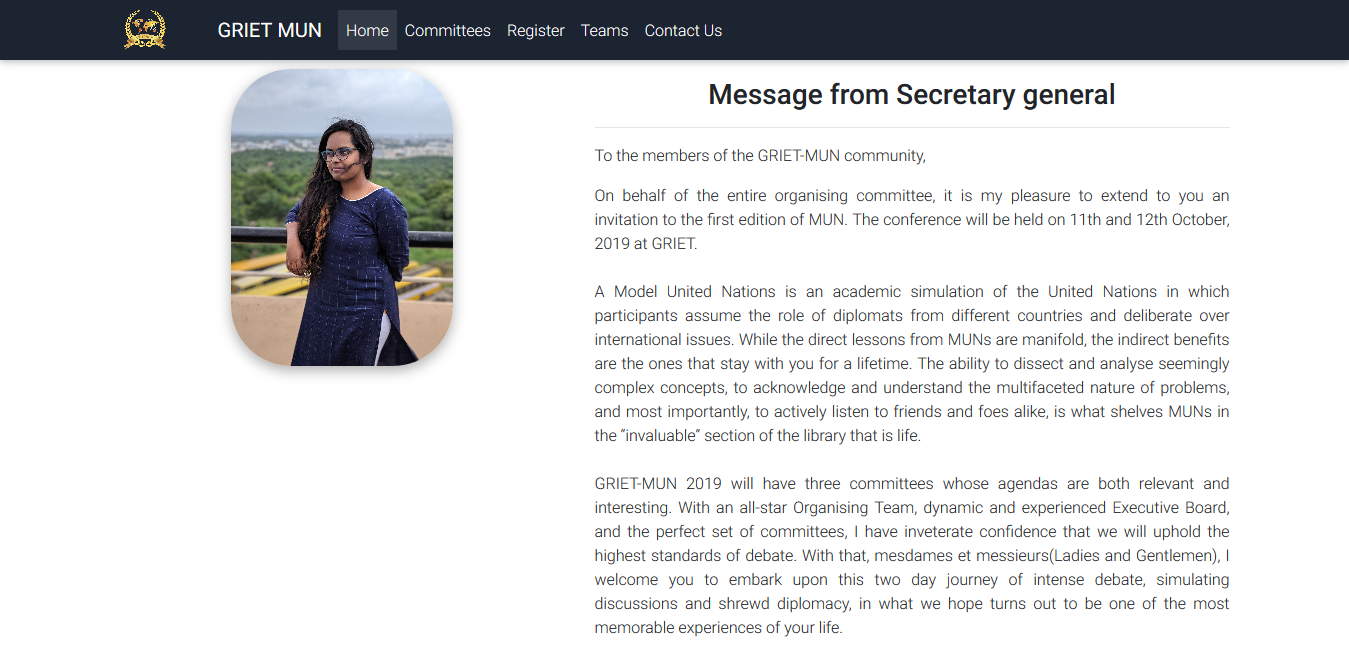 GRIET MUN Home Committees Register Teams Contact Us
Message from Secretary general
To the members of the GRIET-MUN community,
On behalf of the entire organising committee, it is my pleasure to extend to you an
invitation to the first edition of MUN. The conference will be held on 11th and 12th October,
2019 at GRIET.
A Model United Nations is an academic simulation of the United Nations in which
participants assume the role of diplomats from different countries and deliberate over
international issues. While the direct lessons from MUNs are manifold, the indirect benefits
are the ones that stay with you for a lifetime. The ability to dissect and analyse seemingly
complex concepts, to acknowledge and understand the multifaceted nature of problems,
and most importantly, to actively listen to friends and foes alike, is what shelves MUNs in
the “invaluable” section of the library that is life.
GRIET-MUN 2019 will have three committees whose agendas are both relevant and
interesting. With an all-star Organising Team, dynamic and experienced Executive Board,
and the perfect set of committees, I have inveterate confidence that we will uphold the
highest standards of debate. With that, mesdames et messieurs(Ladies and Gentlemen), I
welcome you to embark upon this two day journey of intense debate, simulating
discussions and shrewd diplomacy, in what we hope turns out to be one of the most
memorable experiences of your life.